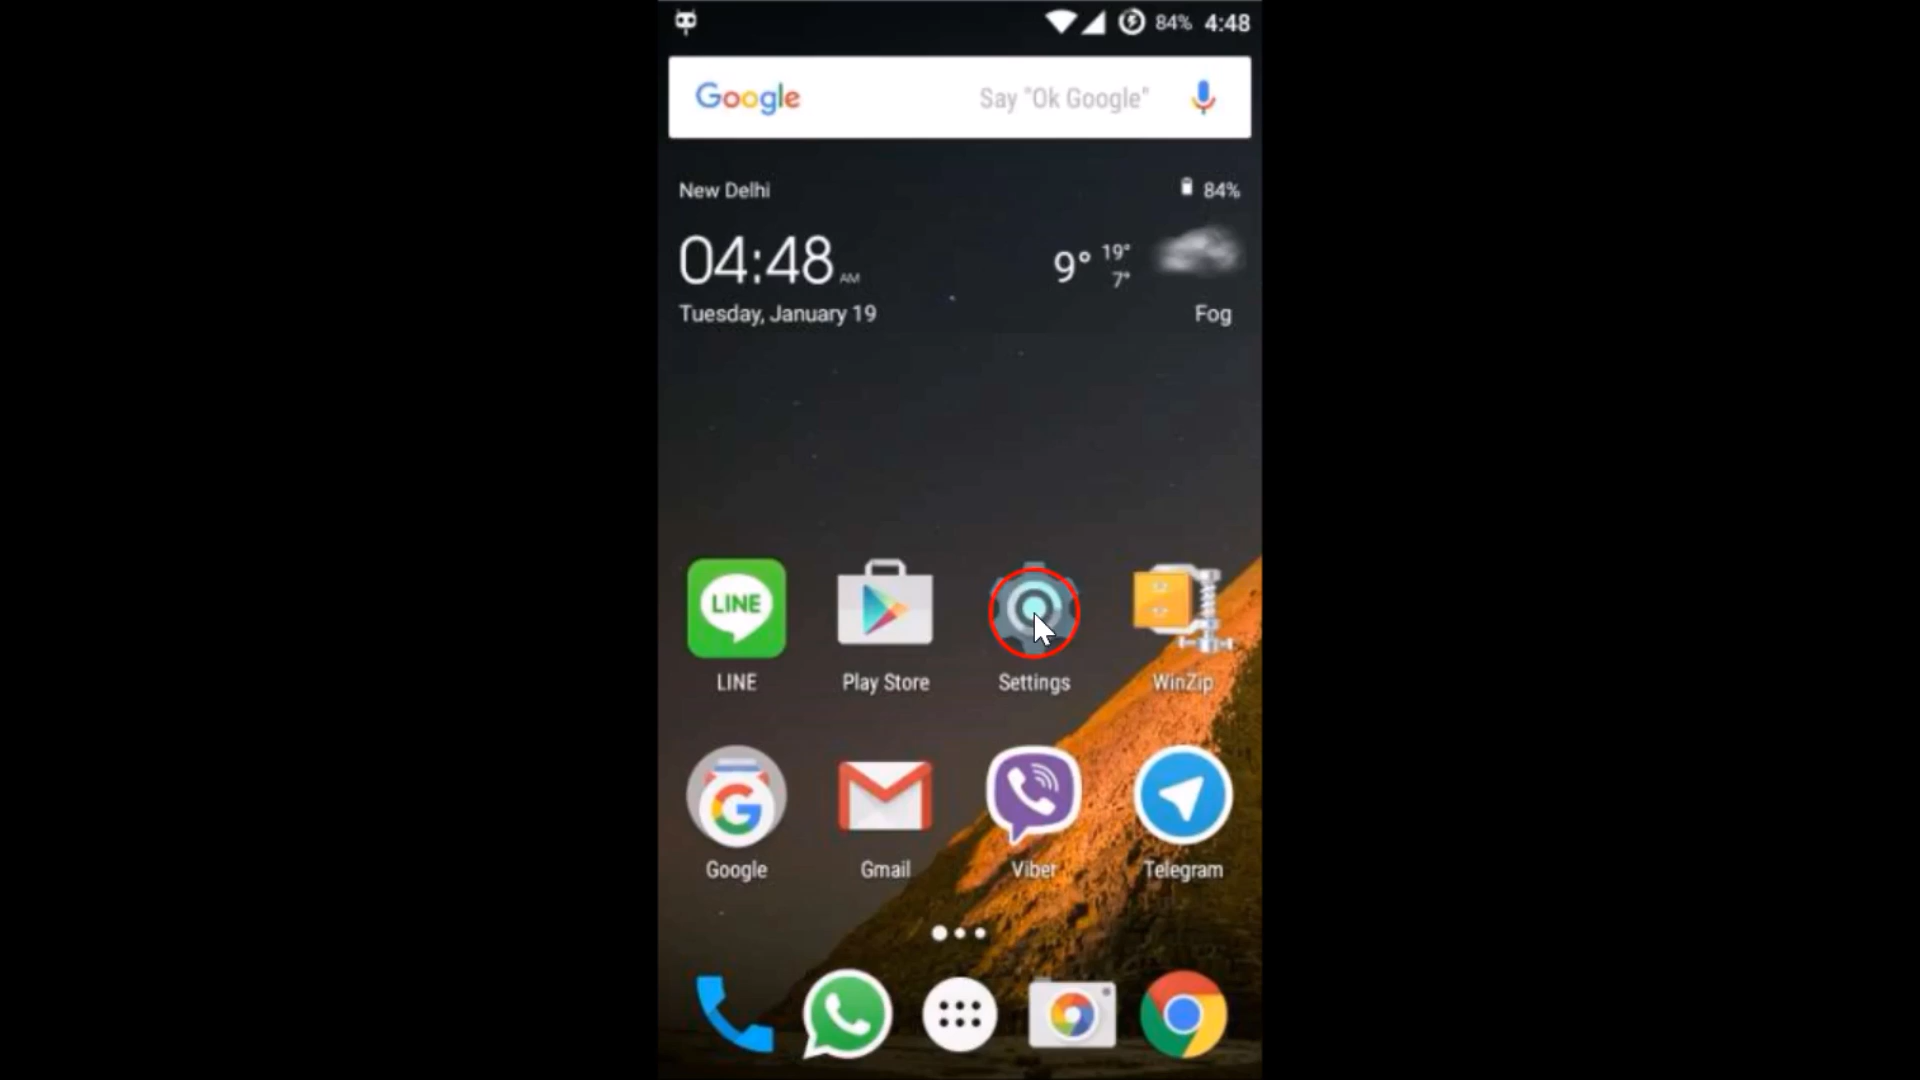 84% 4:48
Google Say "Ok Google"
New Delhi 84%
04:48 AM 9° 19° 7°
Tuesday, January 19 Fog
LINE
LINE Play Store Settings WinZip
Google Gmail Viber Telegram